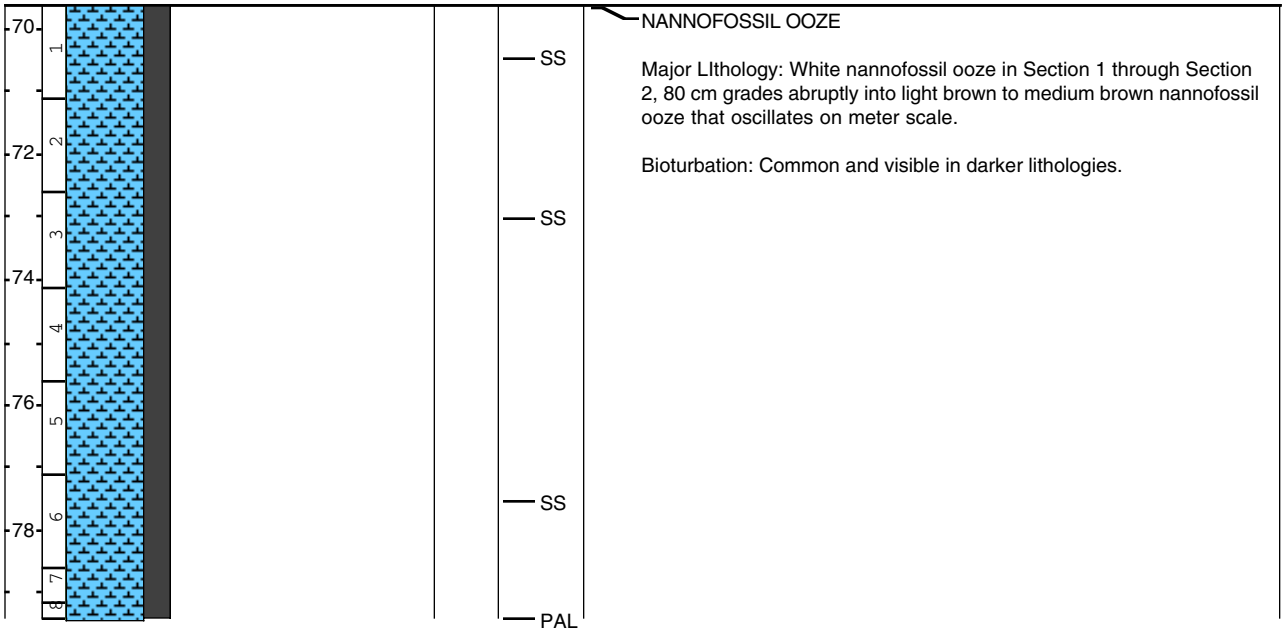 70
1
SS
2
72
SS
3
74
4
76
5
SS
6
78
7
8
PAL
NANNOFOSSIL OOZE
Major LIthology: White nannofossil ooze in Section 1 through Section
2, 80 cm grades abruptly into light brown to medium brown nannofossil
ooze that oscillates on meter scale.
Bioturbation: Common and visible in darker lithologies.